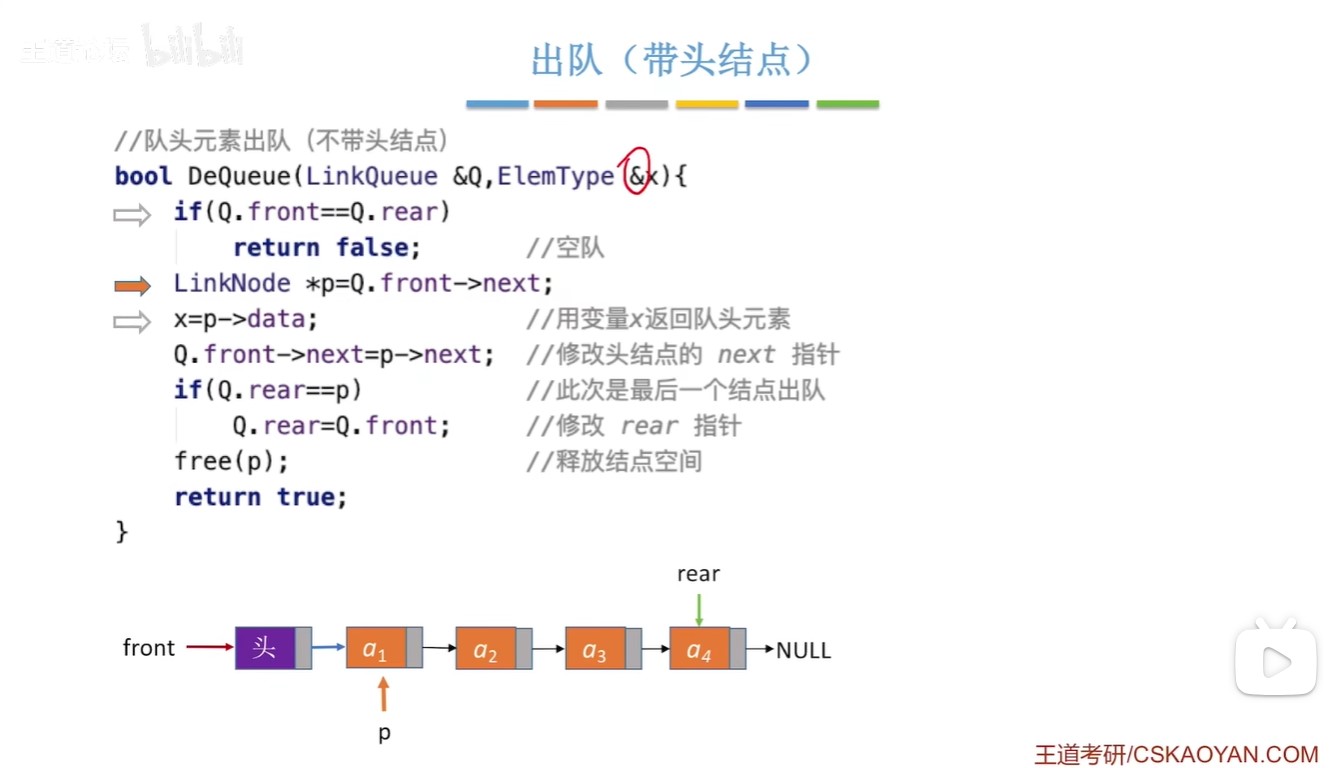 王道论坛 bilibili
出队（带头结点）
//队头元素出队（不带头结点）
bool DeQueue(LinkQueue &Q,ElemType &x){
if(Q.front==Q.rear)
return false; //空队
LinkNode *p=Q.front->next;
x=p->data; //用变量x返回队头元素
Q.front->next=p->next; //修改头结点的 next 指针
if(Q.rear==p) //此次是最后一个结点出队
Q.rear=Q.front; //修改 rear 指针
free(p); //释放结点空间
return true;
}
rear
front 头 a1 a2 a3 a4 NULL
p
王道考研/CSKAOYAN.COM